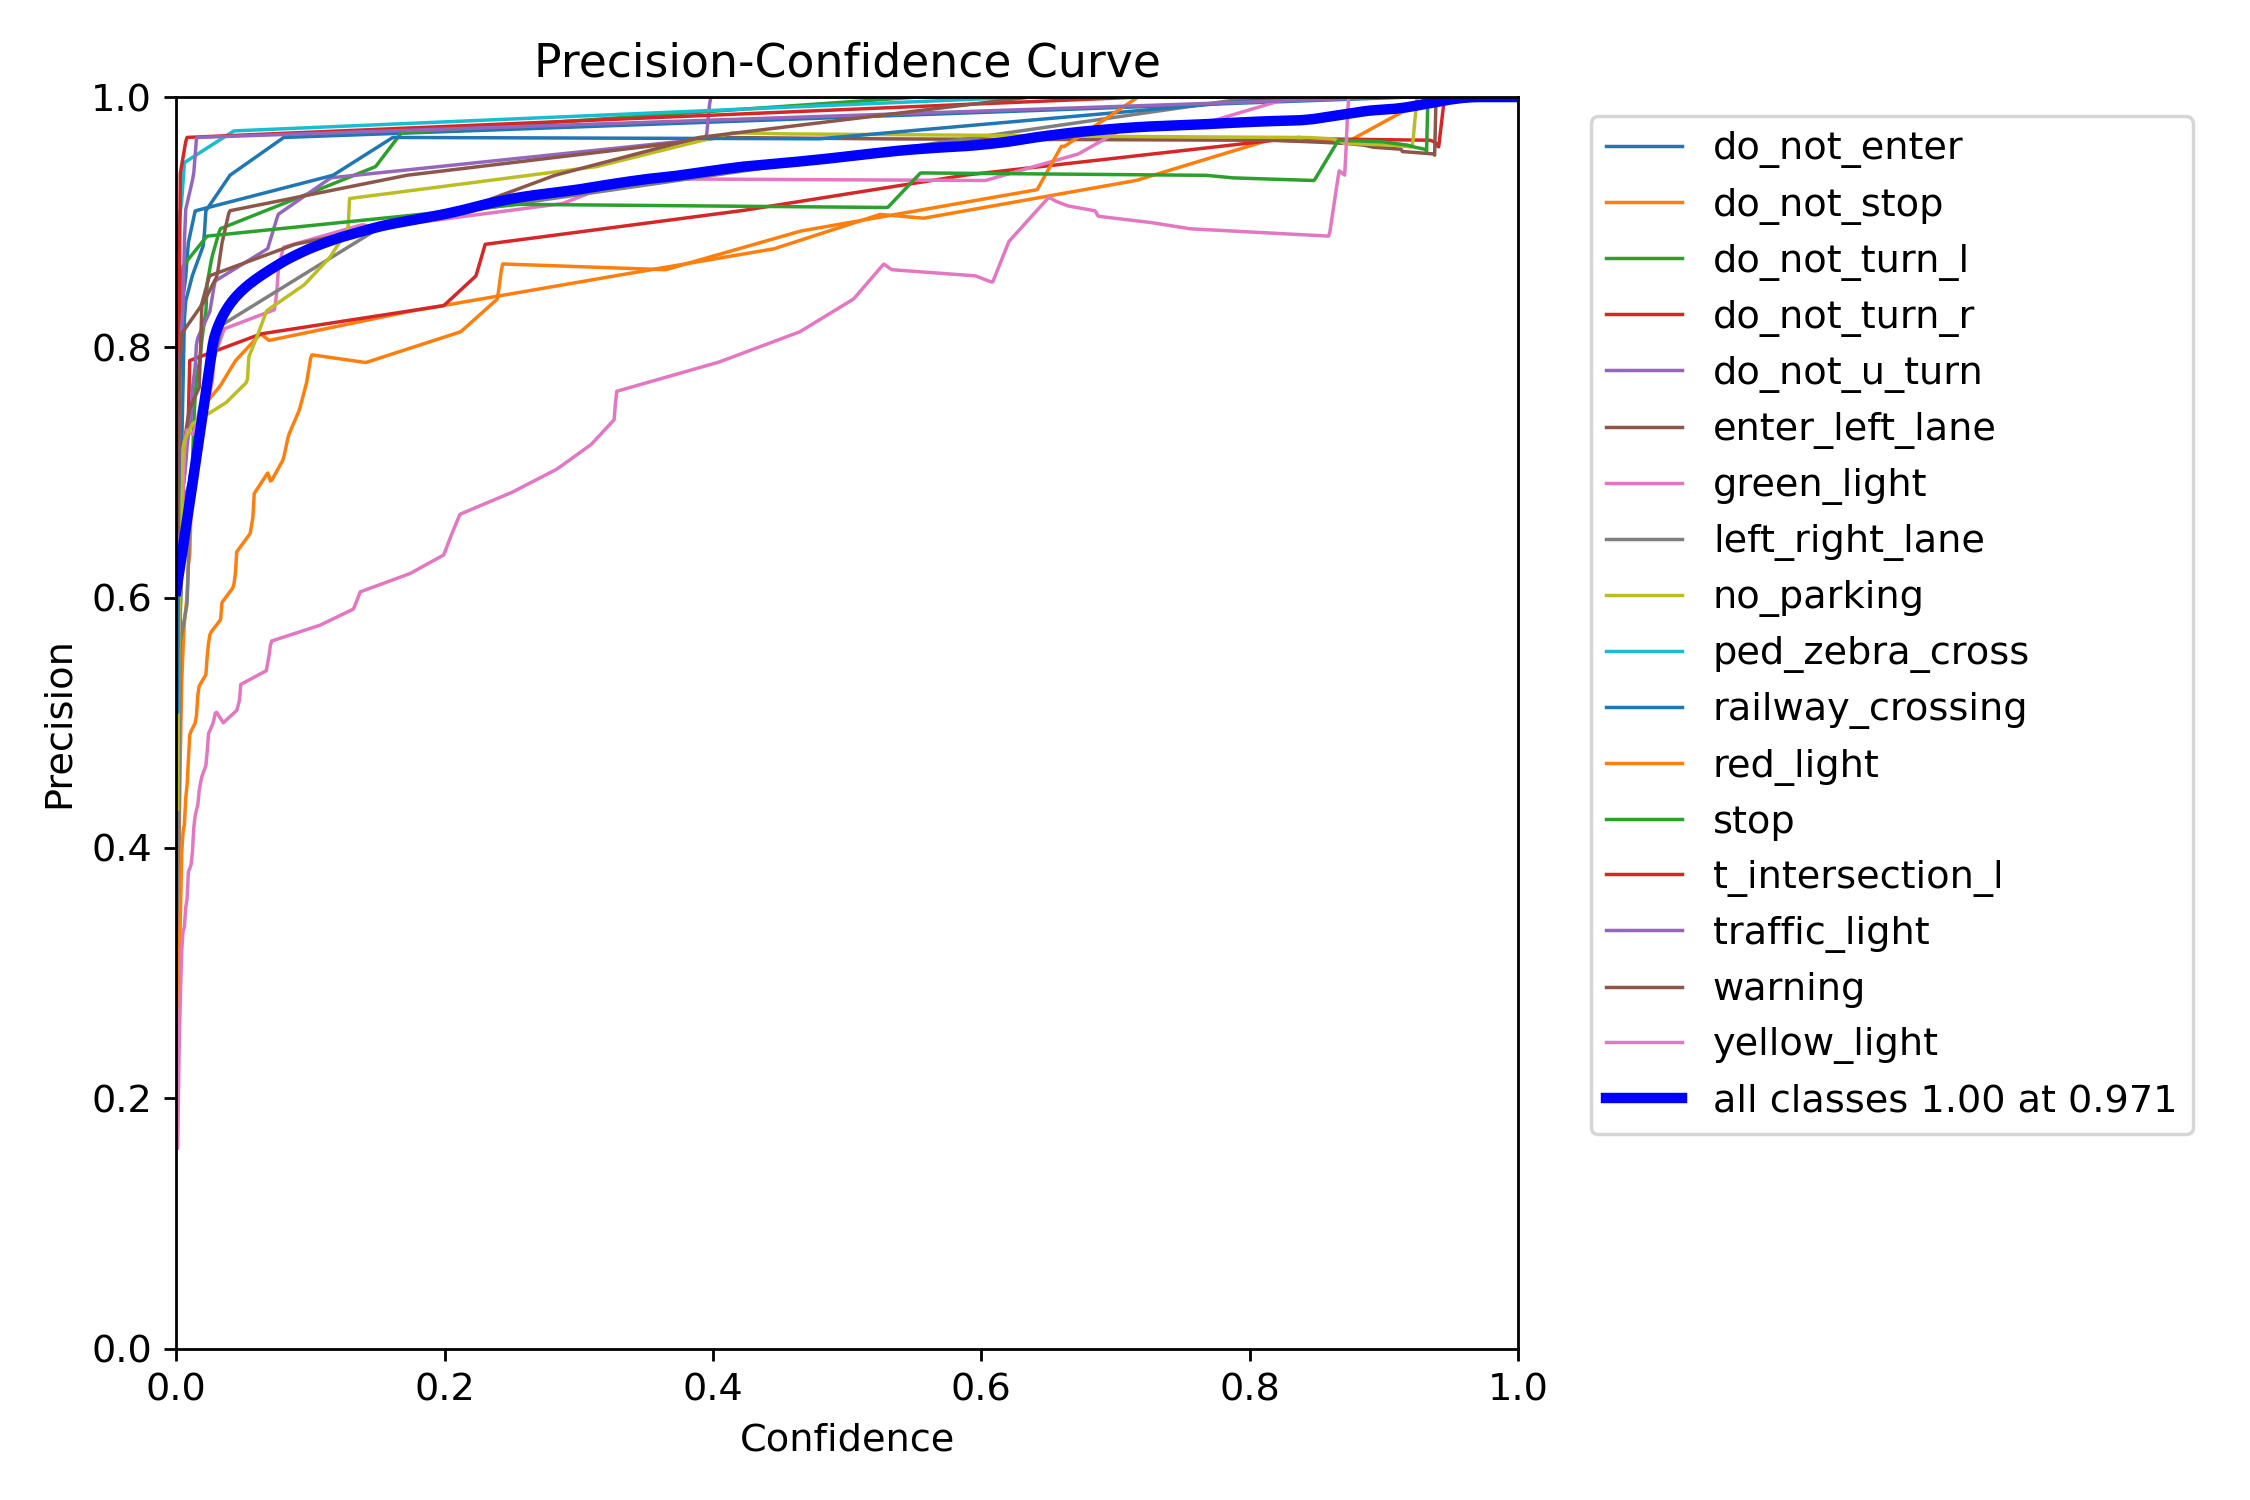 Precision-Confidence Curve
1.0
0.8
0.6
0.4
0.2
0.0
Precision
0.0 0.2 0.4 0.6 0.8 1.0
Confidence
do_not_enter
do_not_stop
do_not_turn_l
do_not_turn_r
do_not_u_turn
enter_left_lane
green_light
left_right_lane
no_parking
ped_zebra_cross
railway_crossing
red_light
stop
t_intersection_l
traffic_light
warning
yellow_light
all classes 1.00 at 0.971